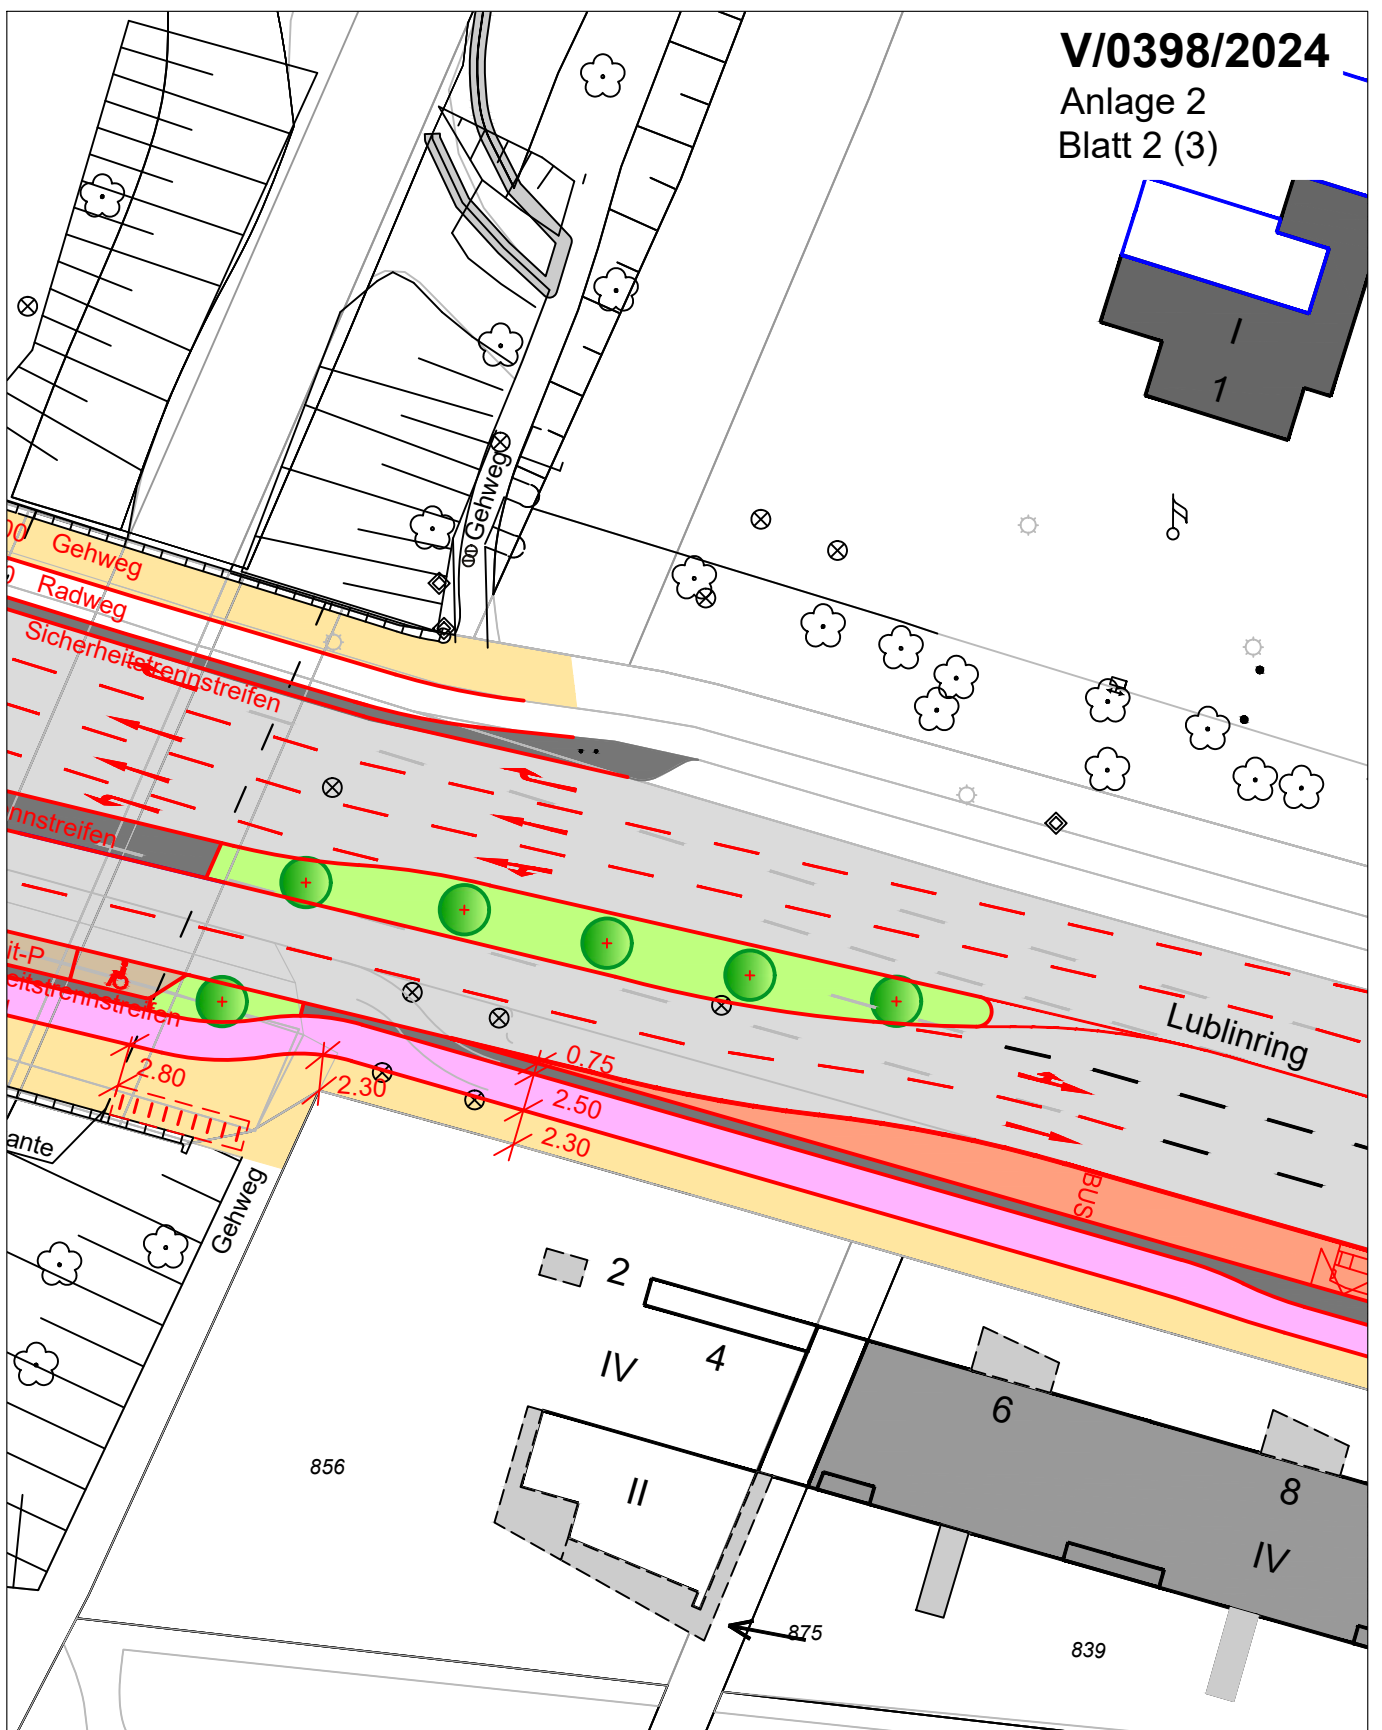 V/0398/2024
Anlage 2
Blatt 2 (3)
I
1
Gehweg
00
Gehweg
Radweg
Sicherheitstrennstreifen
nnstreifen
it-P
eitstrennstreifen
Lublinring
0.75
2.80
2.30
2.50
2.30
ante
Gehweg
BUS
2
4
IV
6
856
II
8
IV
875
839